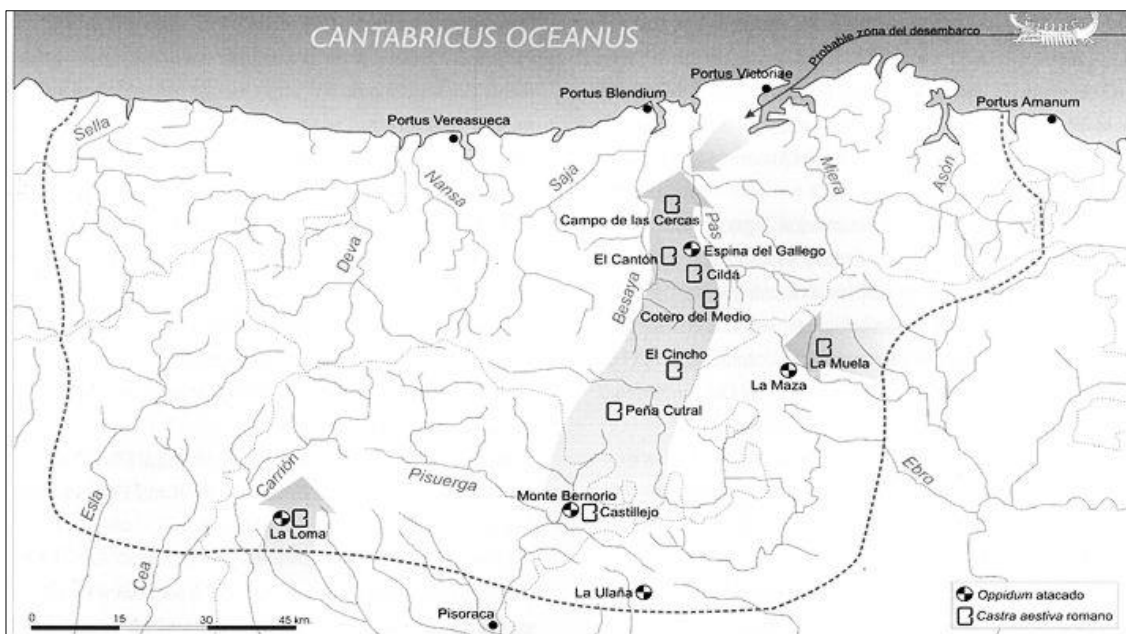 CANTABRICUS OCEANUS
Probable zona del desembarco
Portus Victoriae
Portus Blendium
Portus Amanum
Portus Vereasueca
Sella
Nansa
Saja
Miera
Ason
Campo de las Cercas
Pas
Deva
Espina del Gallego
El Cantón
Cildá
Besaya
Cotero del Medio
El Cincho
La Muela
La Maza
Peña Cutral
Carrión
Pisuerga
Ebro
Esla
Monte Bernorio
Castillejo
La Loma
Cea
La Ulaña
Pisoraca
0 15 30 45 km.
Oppidum atacado
Castra aestiva romano